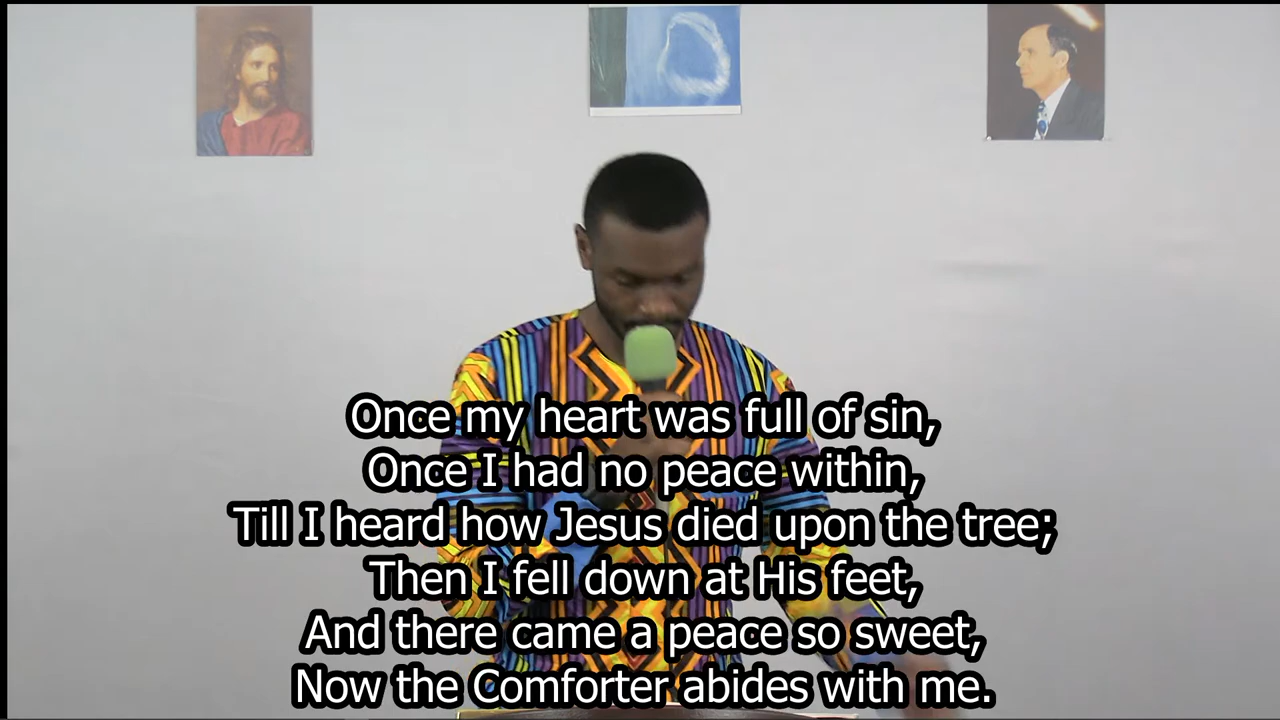 Once my heart was full of sin,
Once I had no peace within,
Till I heard how Jesus died upon the tree;
Then I fell down at His feet,
And there came a peace so sweet,
Now the Comforter abides with me.